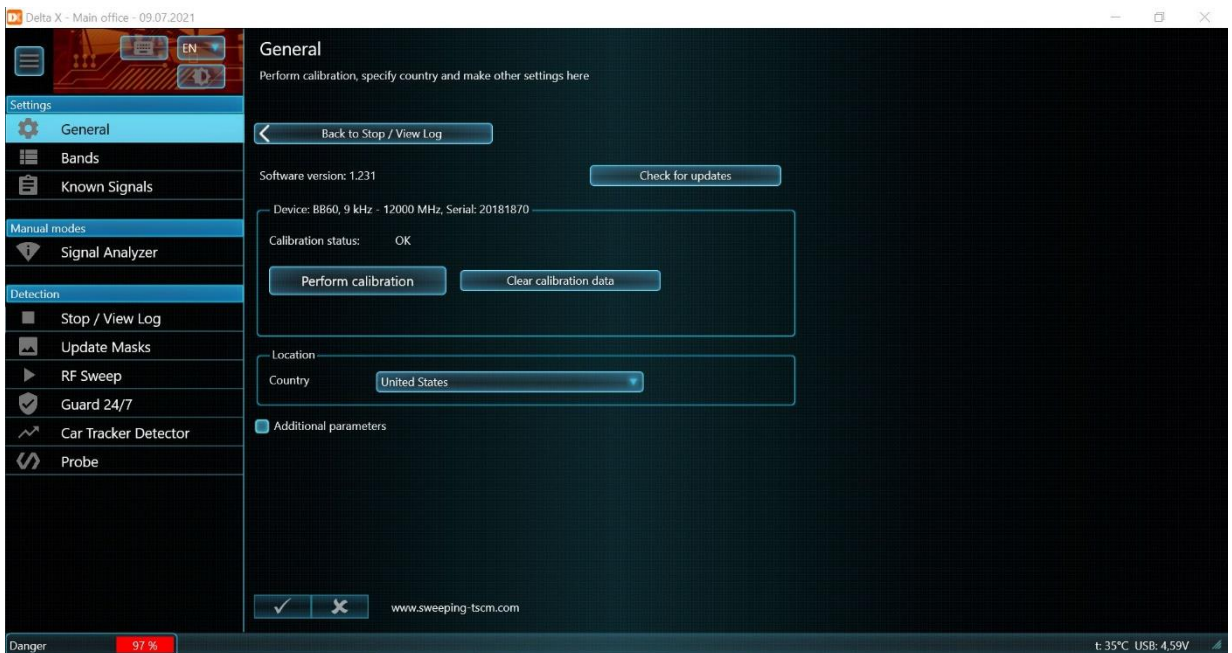 DX Delta X - Main office - 09.07.2021
EN
Settings
General
Bands
Known Signals
Manual modes
Signal Analyzer
Detection
Stop / View Log
Update Masks
RF Sweep
Guard 24/7
Car Tracker Detector
Probe
General
Perform calibration, specify country and make other settings here
Back to Stop / View Log
Software version: 1.231 Check for updates
Device: BB60, 9 kHz - 12000 MHz, Serial: 20181870
Calibration status: OK
Perform calibration Clear calibration data
Location
Country United States
Additional parameters
www.sweeping-tscm.com
Danger 97 % t: 35°C USB: 4,59V